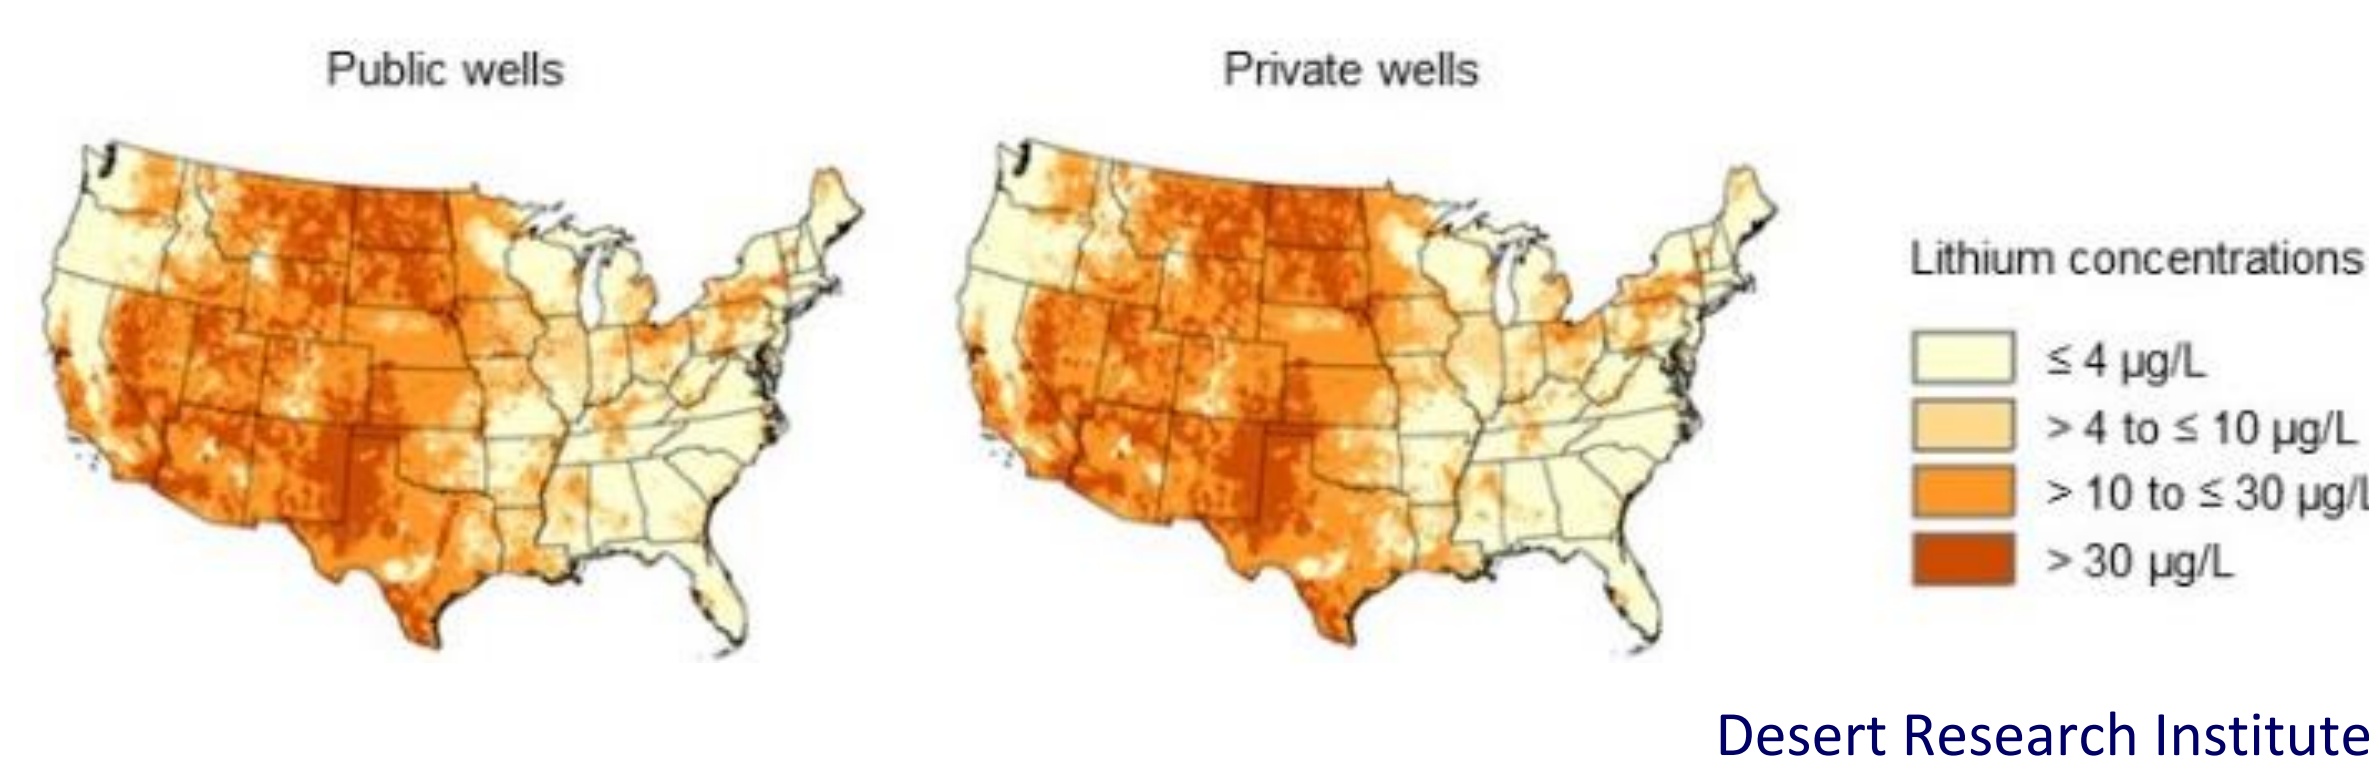 Public wells
Private wells
Lithium concentrations
≤ 4 µg/L
> 4 to ≤ 10 µg/L
> 10 to ≤ 30 µg/L
> 30 µg/L
Desert Research Institute